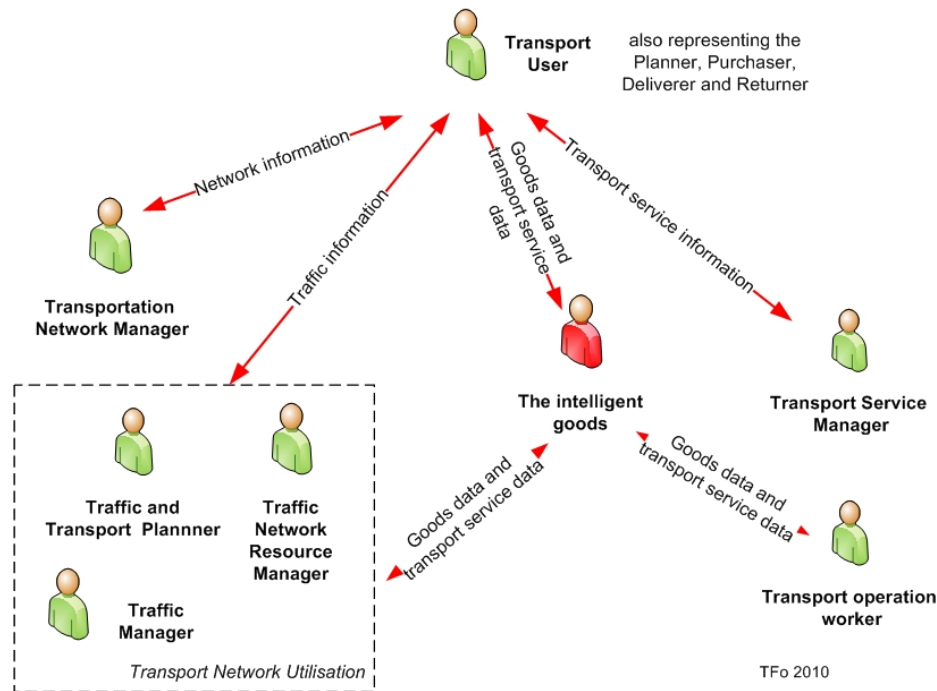 Transport
User
also representing the
Planner, Purchaser,
Deliverer and Returner
Network information
Traffic information
Goods data and
transport service
data
Transport service information
Transportation
Network Manager
The intelligent
goods
Transport Service
Manager
Traffic and
Transport Plannner
Traffic
Network
Resource
Manager
Traffic
Manager
Transport Network Utilisation
Goods data and
transport service data
Goods data and
transport service data
Transport operation
worker
TFo 2010